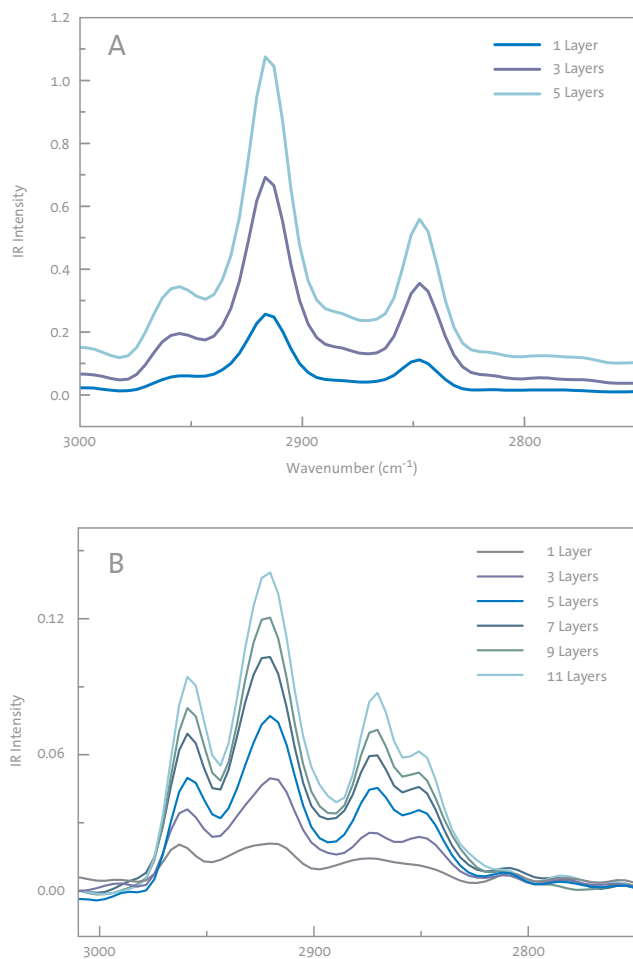 A
1.2
1.0
0.8
0.6
0.4
0.2
0.0
IR Intensity
1 Layer
3 Layers
5 Layers
3000
2900
2800
Wavenumber (cm⁻¹)
B
0.12
0.06
0.00
IR Intensity
1 Layer
3 Layers
5 Layers
7 Layers
9 Layers
11 Layers
3000
2900
2800